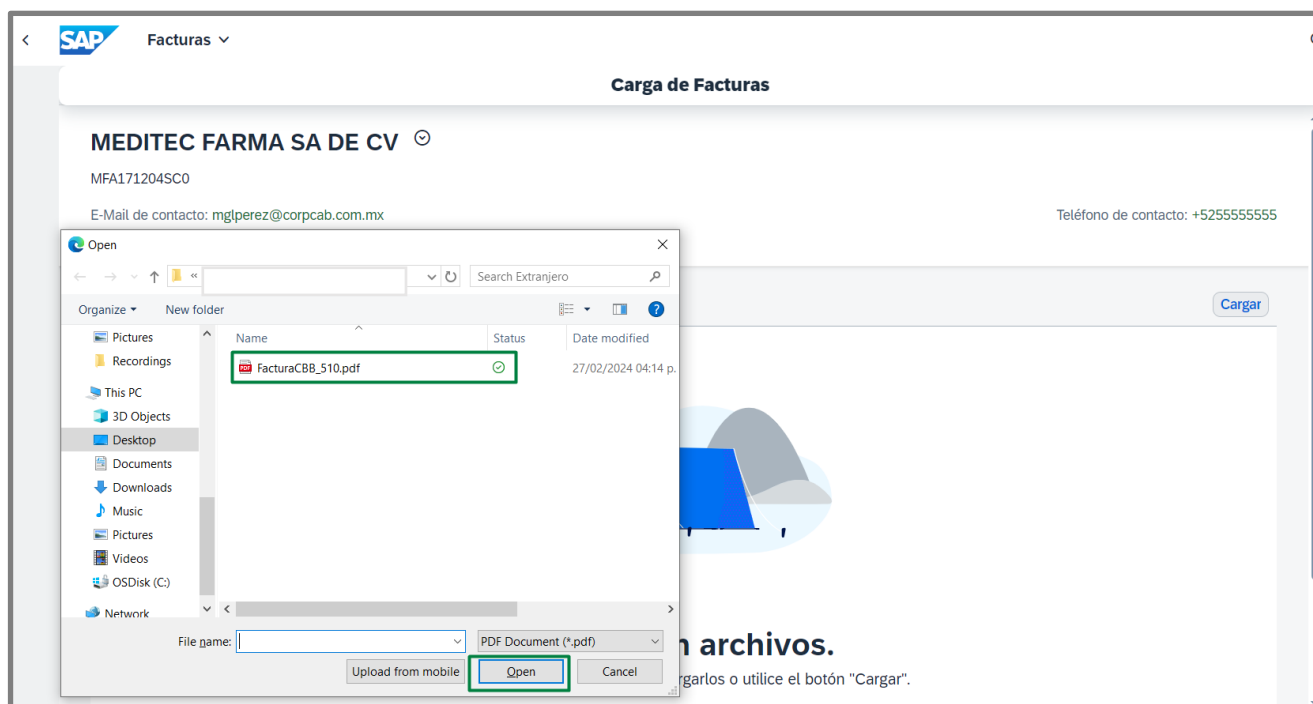 SAP Facturas
Carga de Facturas
MEDITEC FARMA SA DE CV
MFA171204SC0
E-Mail de contacto: mglperez@corpcab.com.mx
Teléfono de contacto: +5255555555
Cargar
Open
«
Search Extranjero
Organize
New folder
?
Pictures
Recordings
This PC
3D Objects
Desktop
Documents
Downloads
Music
Pictures
Videos
OSDisk (C:)
Network
Name Status Date modified
PDF FacturaCBB_510.pdf 27/02/2024 04:14 p.
File name:
PDF Document (*.pdf)
Upload from mobile Open Cancel
archivos.
o utilice el botón "Cargar".